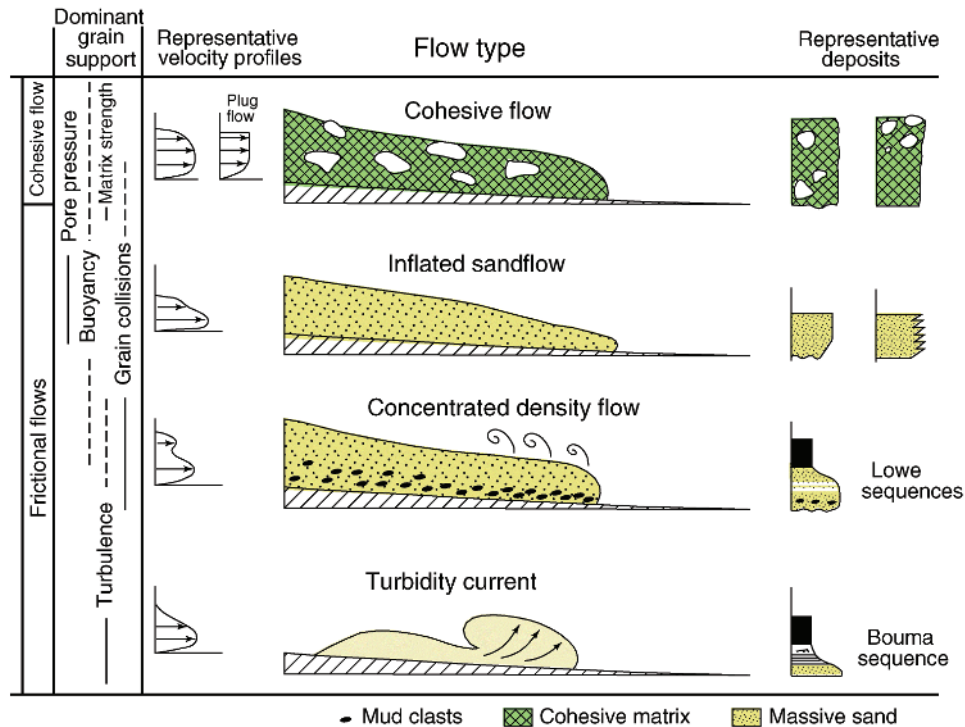 Dominant
grain
support
Representative
velocity profiles
Flow type
Representative
deposits
Cohesive flow
Frictional flows
Pore pressure
Matrix strength
Buoyancy
Grain collisions
Turbulence
Plug
flow
Cohesive flow
Inflated sandflow
Concentrated density flow
Lowe
sequences
Turbidity current
Bouma
sequence
Mud clasts
Cohesive matrix
Massive sand